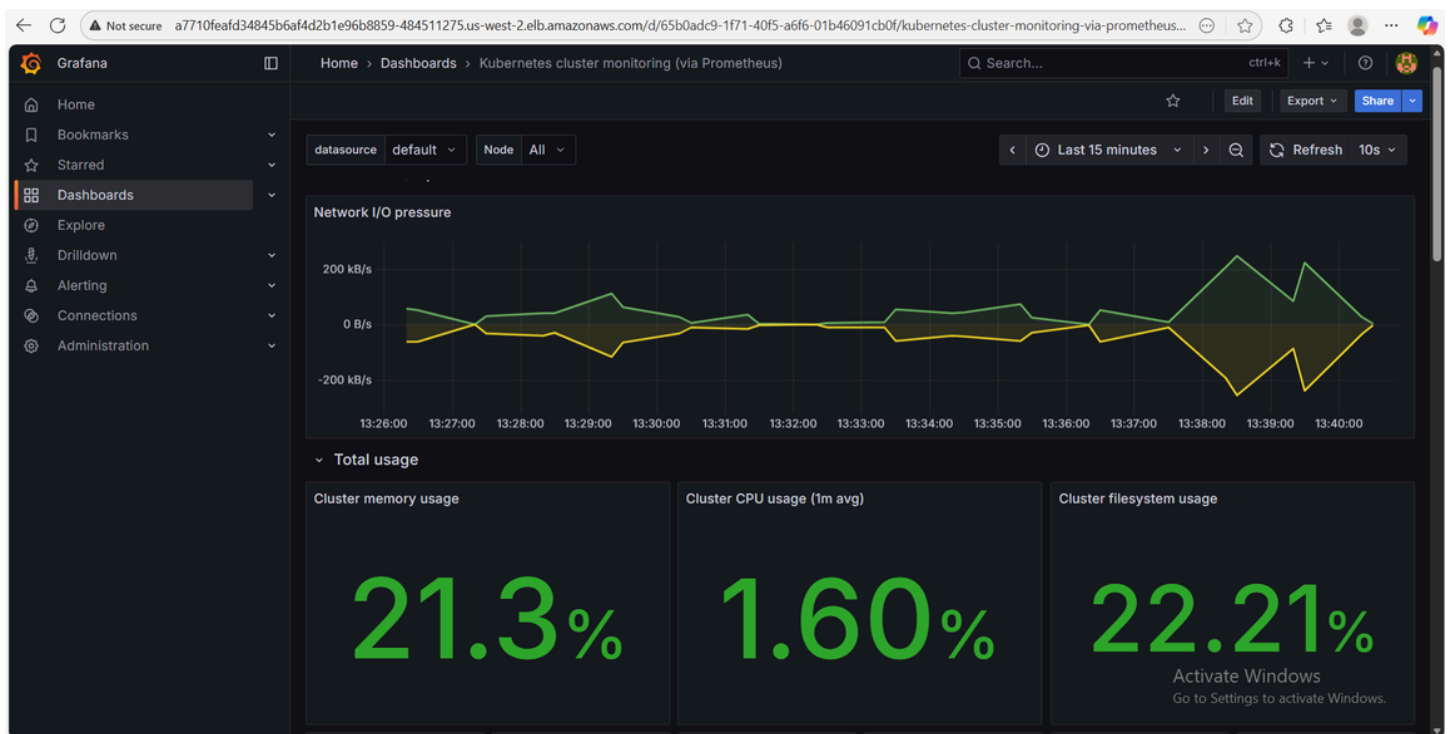 Not secure a7710feafd34845b6af4d2b1e96b8859-484511275.us-west-2.elb.amazonaws.com/d/65b0adc9-1f71-40f5-a6f6-01b46091cb0f/kubernetes-cluster-monitoring-via-prometheus...
Grafana
Home › Dashboards › Kubernetes cluster monitoring (via Prometheus)
Search... ctrl+k
Home
Bookmarks
Starred
Dashboards
Explore
Drilldown
Alerting
Connections
Administration
Edit Export Share
datasource default Node All
Last 15 minutes Refresh 10s
Network I/O pressure
200 kB/s
0 B/s
-200 kB/s
13:26:00 13:27:00 13:28:00 13:29:00 13:30:00 13:31:00 13:32:00 13:33:00 13:34:00 13:35:00 13:36:00 13:37:00 13:38:00 13:39:00 13:40:00
Total usage
Cluster memory usage
21.3%
Cluster CPU usage (1m avg)
1.60%
Cluster filesystem usage
22.21%
Activate Windows
Go to Settings to activate Windows.